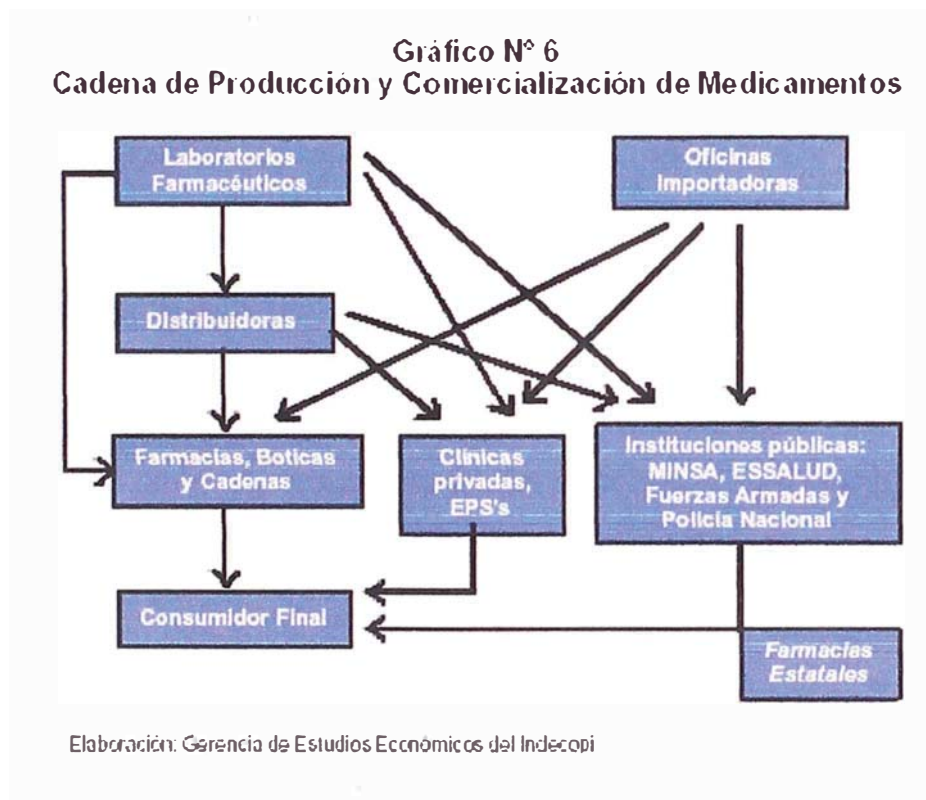 Gráfico N° 6
Cadena de Producción y Comercialización de Medicamentos
Laboratorios
Farmacéuticos
Oficinas
Importadoras
Distribuidoras
Farmacias, Boticas
y Cadenas
Clínicas
privadas,
EPS's
Instituciones públicas:
MINSA, ESSALUD,
Fuerzas Armadas y
Policía Nacional
Consumidor Final
Farmacias
Estatales
Elaboración: Gerencia de Estudios Económicos del Indecopi